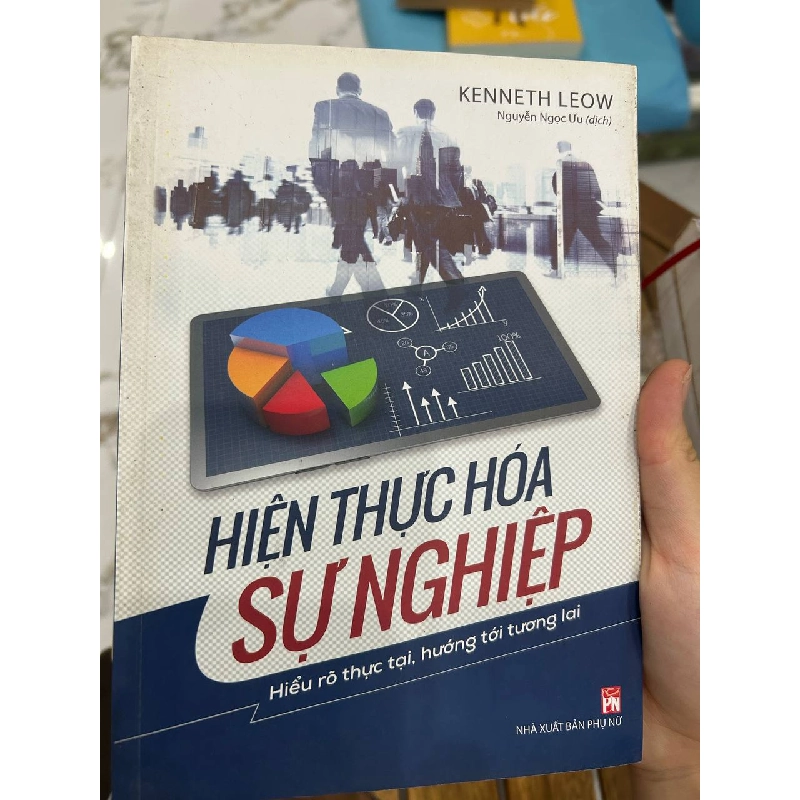 KENNETH LEOW
Nguyễn Ngọc Ưu (dịch)
100%
A
HIỆN THỰC HÓA
SỰ NGHIỆP
Hiểu rõ thực tại, hướng tới tương lai
PN
NHÀ XUẤT BẢN PHỤ NỮ